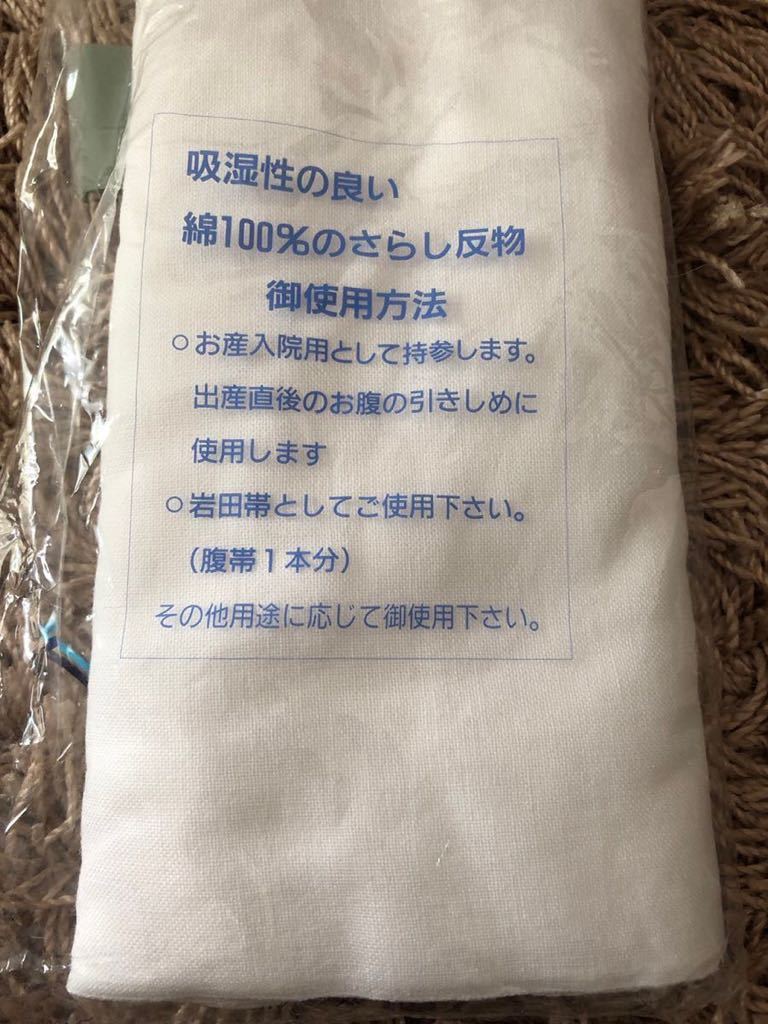 吸湿性の良い
綿100%のさらし反物
御使用方法
○お産入院用として持参します。
出産直後のお腹の引きしめに
使用します
○岩田帯としてご使用下さい。
(腹帯1本分)
その他用途に応じて御使用下さい。